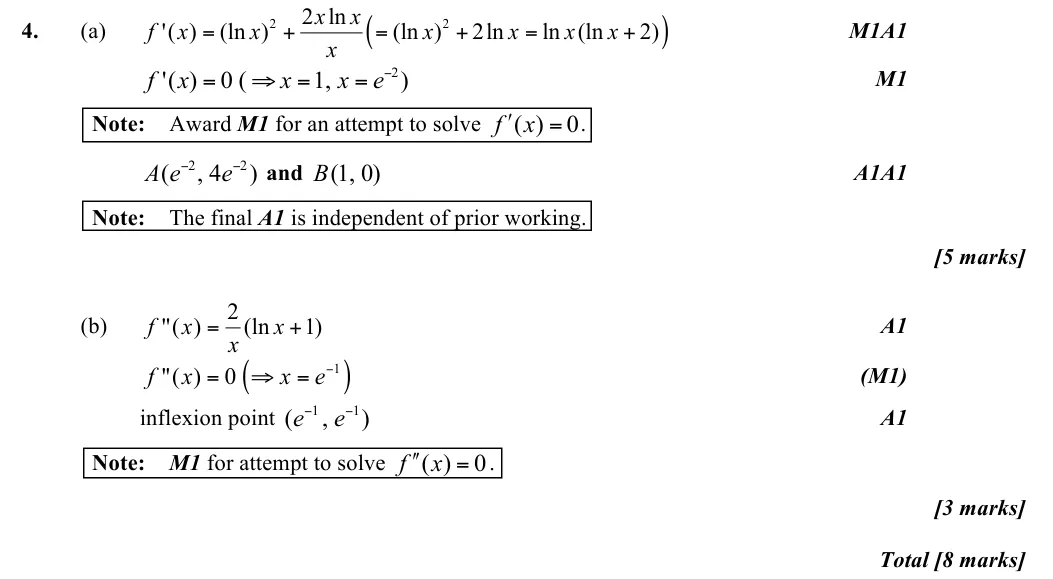 4. (a) f '(x) = (ln x)² + 2x ln x / x (= (ln x)² + 2 ln x = ln x(ln x + 2)) M1A1
f '(x) = 0 ( ⇒ x = 1, x = e⁻²) M1
Note: Award M1 for an attempt to solve f ′(x) = 0.
A(e⁻², 4e⁻²) and B(1, 0) A1A1
Note: The final A1 is independent of prior working.
[5 marks]
(b) f "(x) = 2/x (ln x + 1) A1
f "(x) = 0 (⇒ x = e⁻¹) (M1)
inflexion point (e⁻¹, e⁻¹) A1
Note: M1 for attempt to solve f ″(x) = 0.
[3 marks]
Total [8 marks]